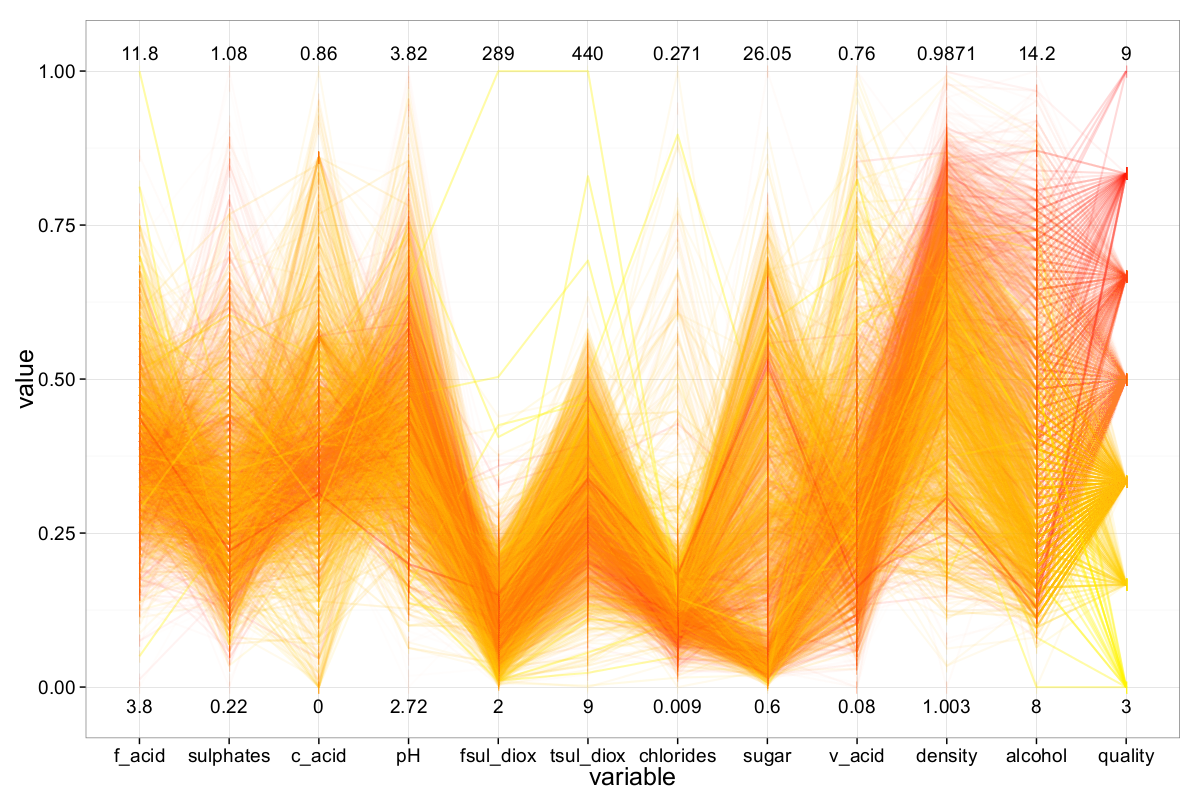 11.8 1.08 0.86 3.82 289 440 0.271 26.05 0.76 0.9871 14.2 9
1.00
0.75
0.50
0.25
0.00
value
3.8 0.22 0 2.72 2 9 0.009 0.6 0.08 1.003 8 3
f_acid sulphates c_acid pH fsul_diox tsul_diox chlorides sugar v_acid density alcohol quality
variable